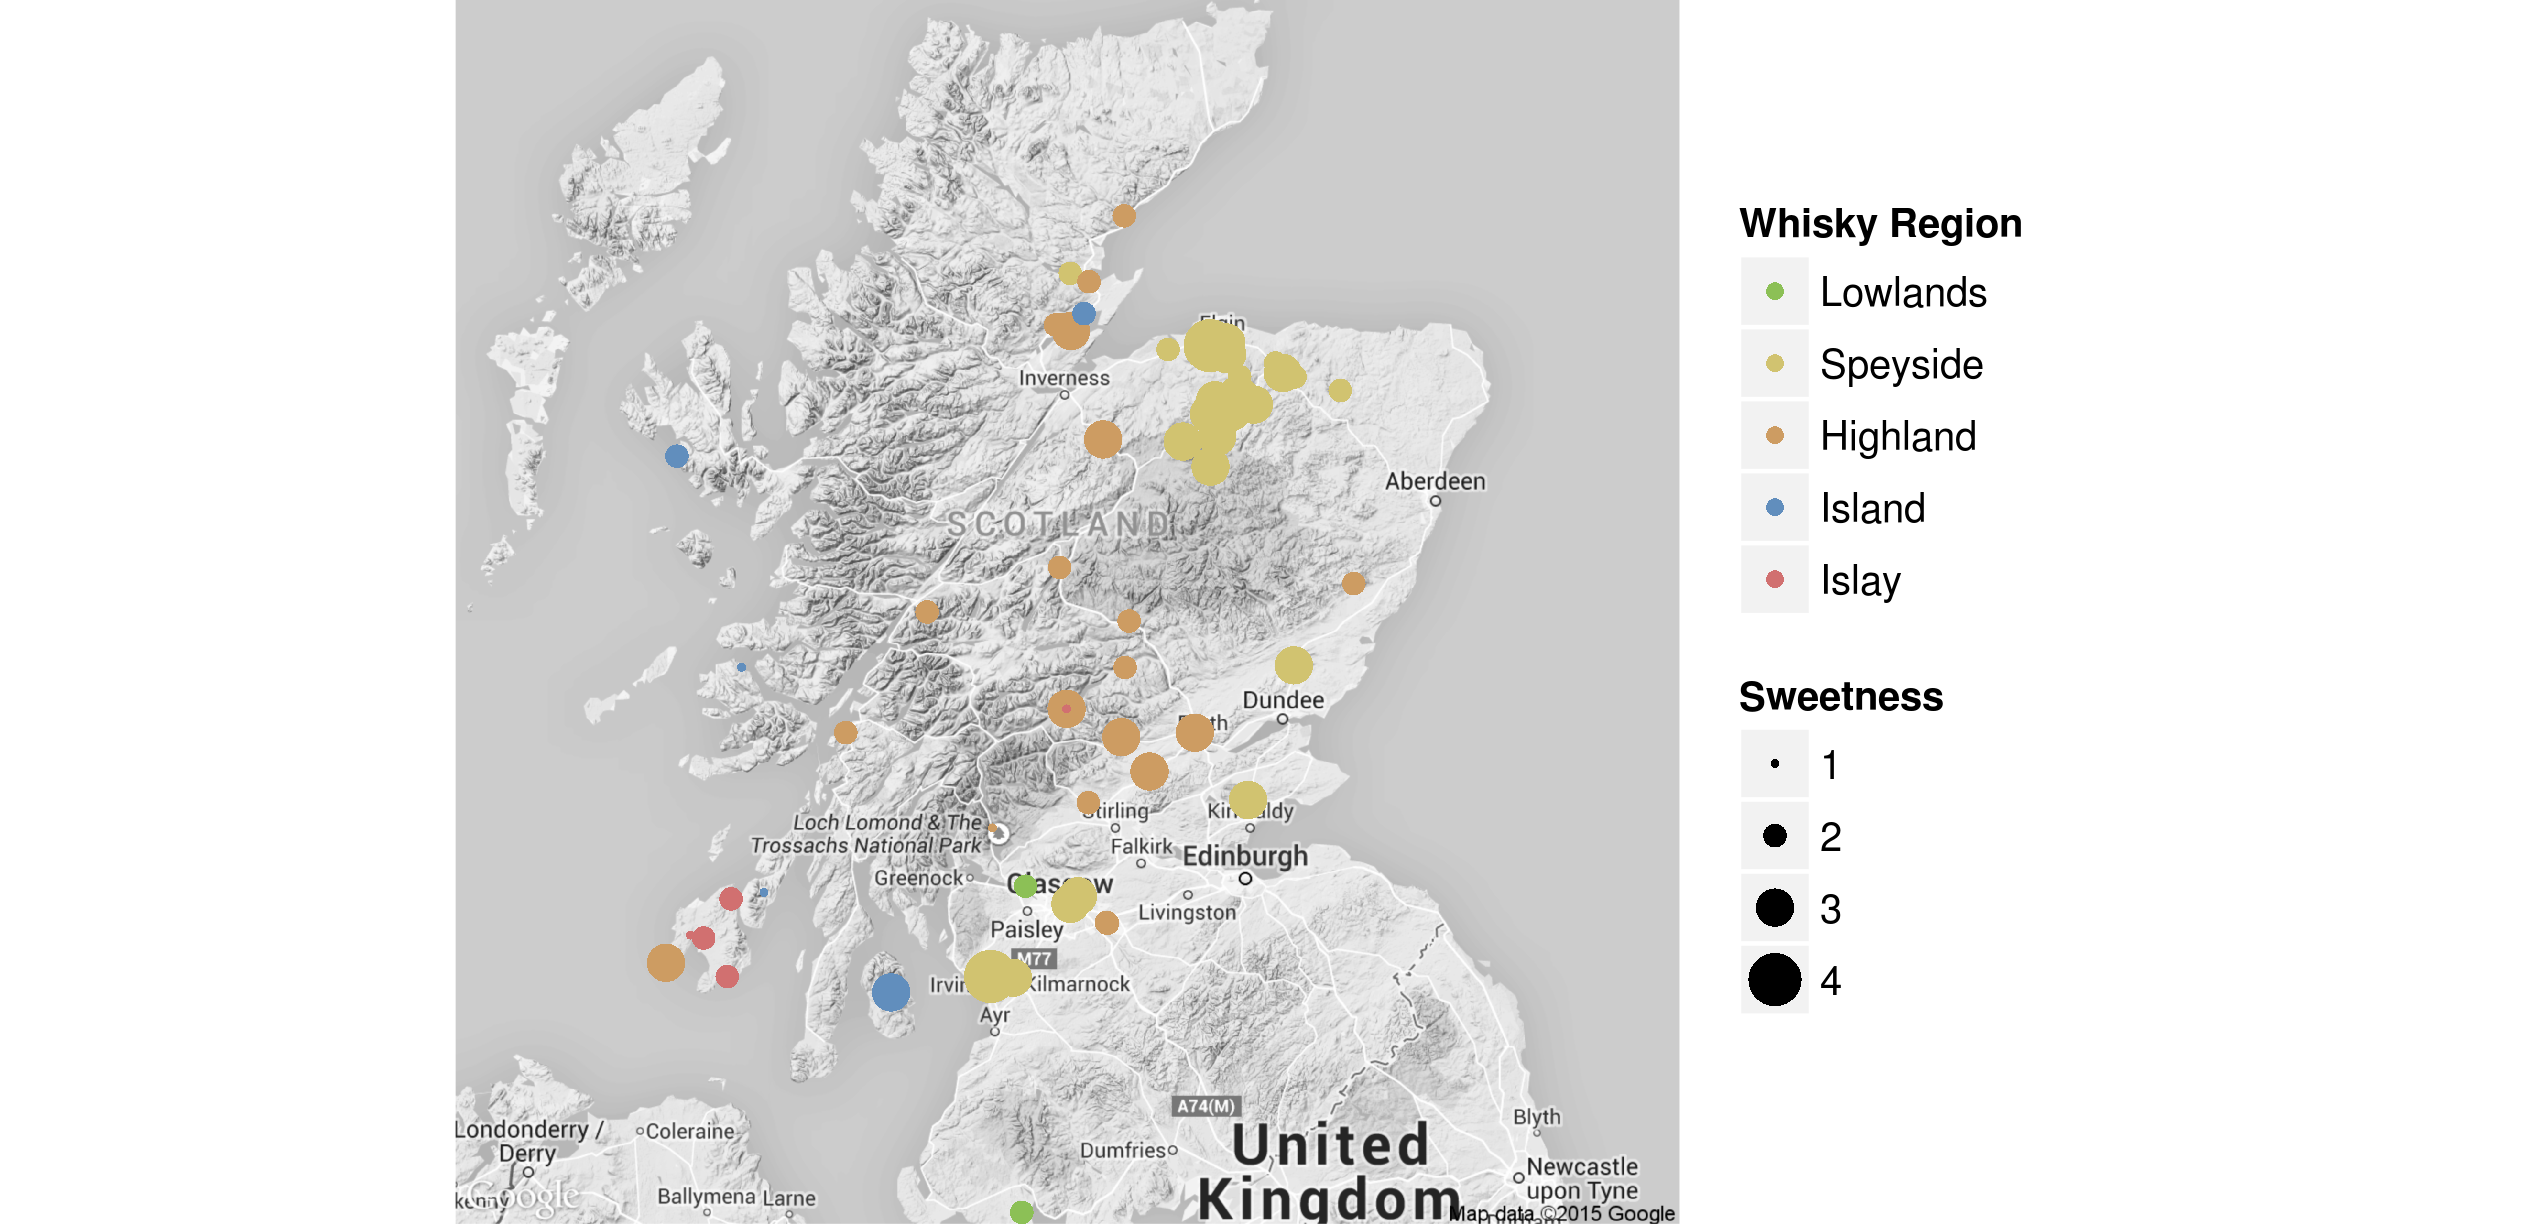 Elgin
Inverness
Aberdeen
SCOTLAND
Dundee
Perth
Stirling
Kirkcaldy
Loch Lomond & The
Trossachs National Park
Falkirk
Edinburgh
Greenock
Glasgow
Livingston
Paisley
M77
Irvine
Kilmarnock
Ayr
A74(M)
Blyth
Londonderry /
Derry
Coleraine
United
Kingdom
Dumfries
Newcastle
upon Tyne
kenny
Google
Ballymena
Larne
Durham
Map data ©2015 Google
Whisky Region
Lowlands
Speyside
Highland
Island
Islay
Sweetness
1
2
3
4